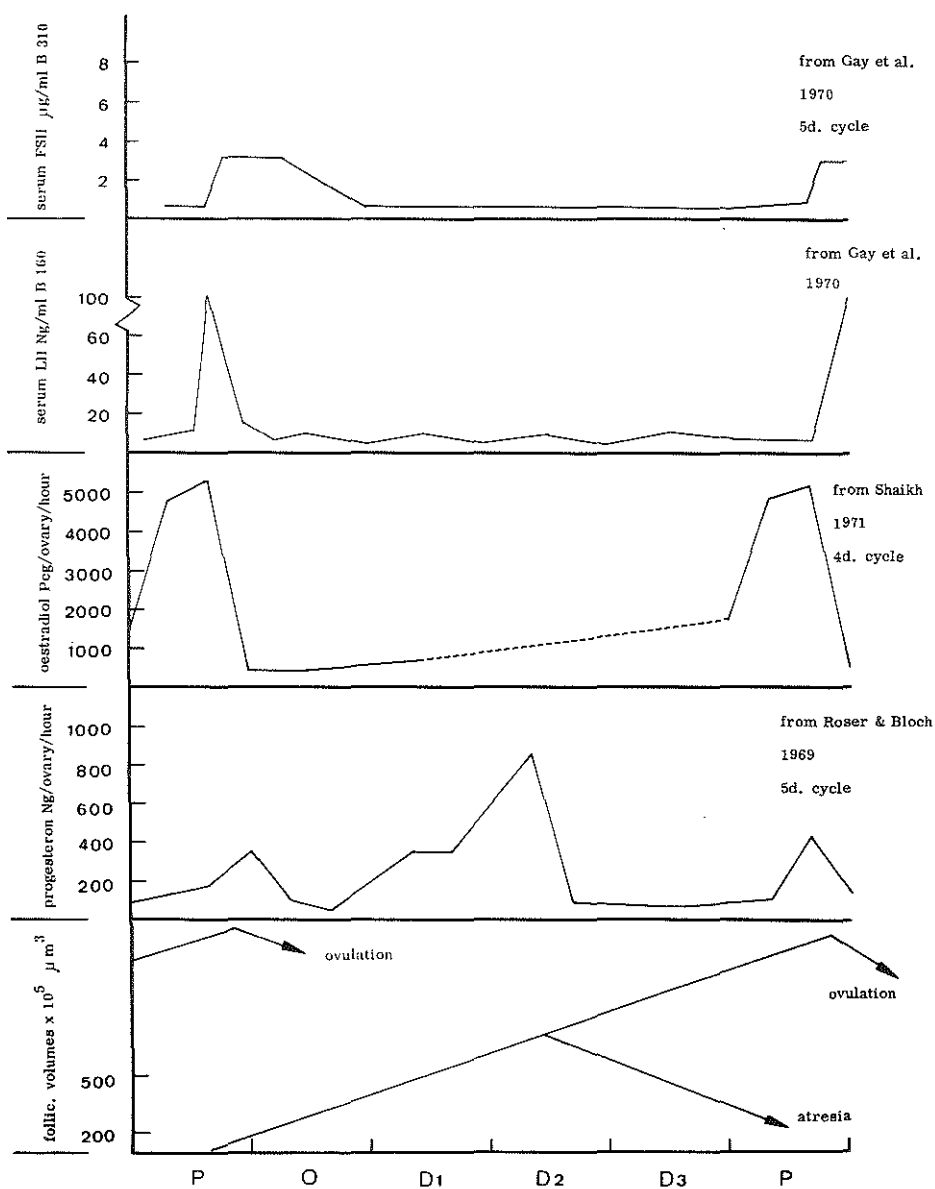 serum FSH µg/ml B 310
8
6
4
2
from Gay et al.
1970
5d. cycle
serum LH Ng/ml B 160
100
60
40
20
from Gay et al.
1970
oestradiol Pcg/ovary/hour
5000
4000
3000
2000
1000
from Shaikh
1971
4d. cycle
progesteron Ng/ovary/hour
1000
800
600
400
200
from Roser & Bloch
1969
5d. cycle
follic. volumes x 10⁵ µm³
500
200
ovulation
ovulation
atresia
P O D1 D2 D3 P